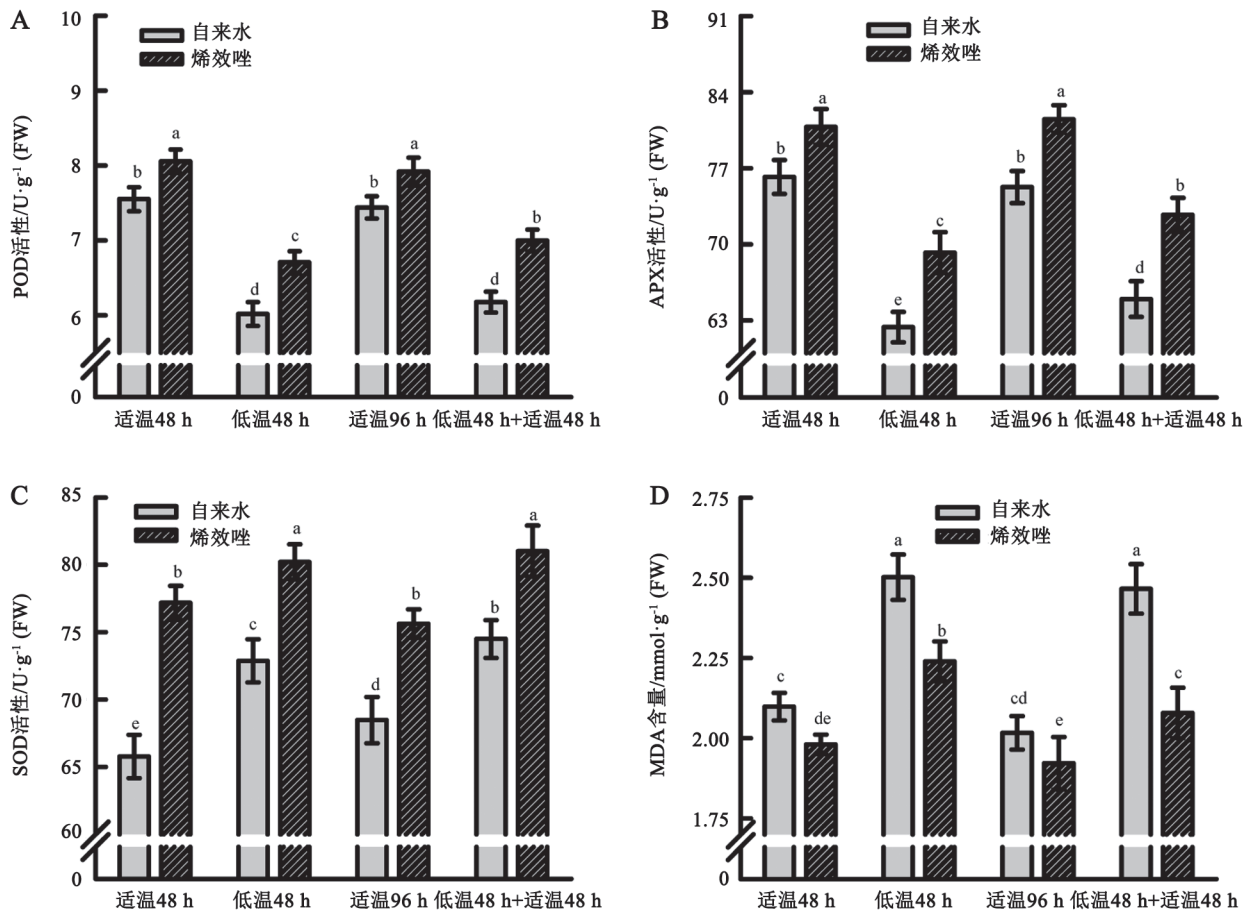 A
POD活性/U·g⁻¹ (FW)
10
9
8
7
6
0
自来水
烯效唑
b
a
d
c
b
a
d
b
适温48 h
低温48 h
适温96 h
低温48 h+适温48 h
B
APX活性/U·g⁻¹ (FW)
91
84
77
70
63
0
自来水
烯效唑
b
a
e
c
b
a
d
b
适温48 h
低温48 h
适温96 h
低温48 h+适温48 h
C
SOD活性/U·g⁻¹ (FW)
85
80
75
70
65
60
0
自来水
烯效唑
e
b
c
a
d
b
b
a
适温48 h
低温48 h
适温96 h
低温48 h+适温48 h
D
MDA含量/mmol·g⁻¹ (FW)
2.75
2.50
2.25
2.00
1.75
0
自来水
烯效唑
c
de
a
b
cd
e
a
c
适温48 h
低温48 h
适温96 h
低温48 h+适温48 h